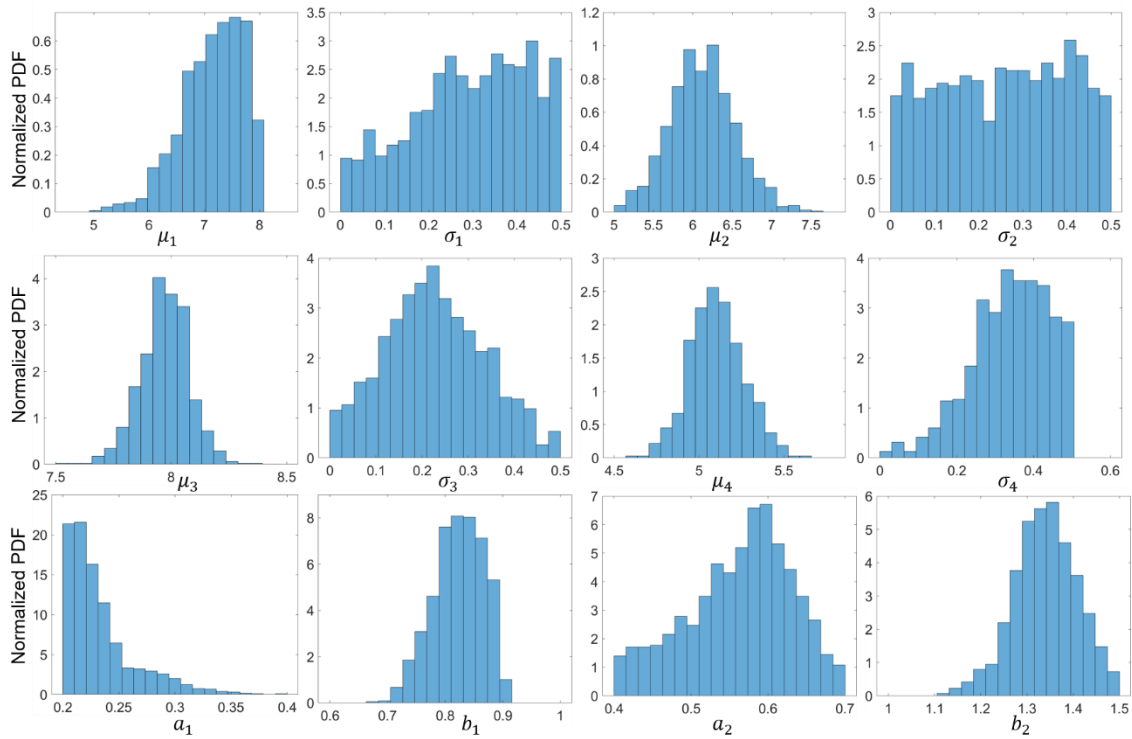 Normalized PDF
0 0.1 0.2 0.3 0.4 0.5 0.6
5 6 7 8
μ1
0 0.5 1 1.5 2 2.5 3 3.5
0 0.1 0.2 0.3 0.4 0.5
σ1
0 0.2 0.4 0.6 0.8 1 1.2
5 5.5 6 6.5 7 7.5
μ2
0 0.5 1 1.5 2 2.5 3
0 0.1 0.2 0.3 0.4 0.5
σ2
Normalized PDF
0 1 2 3 4
7.5 8 8.5
μ3
0 1 2 3 4
0 0.1 0.2 0.3 0.4 0.5
σ3
0 0.5 1 1.5 2 2.5 3
4.5 5 5.5
μ4
0 1 2 3 4
0 0.2 0.4 0.6
σ4
Normalized PDF
0 5 10 15 20 25
0.2 0.25 0.3 0.35 0.4
a1
0 2 4 6 8
0.6 0.7 0.8 0.9 1
b1
0 1 2 3 4 5 6 7
0.4 0.5 0.6 0.7
a2
0 1 2 3 4 5 6
1 1.1 1.2 1.3 1.4 1.5
b2